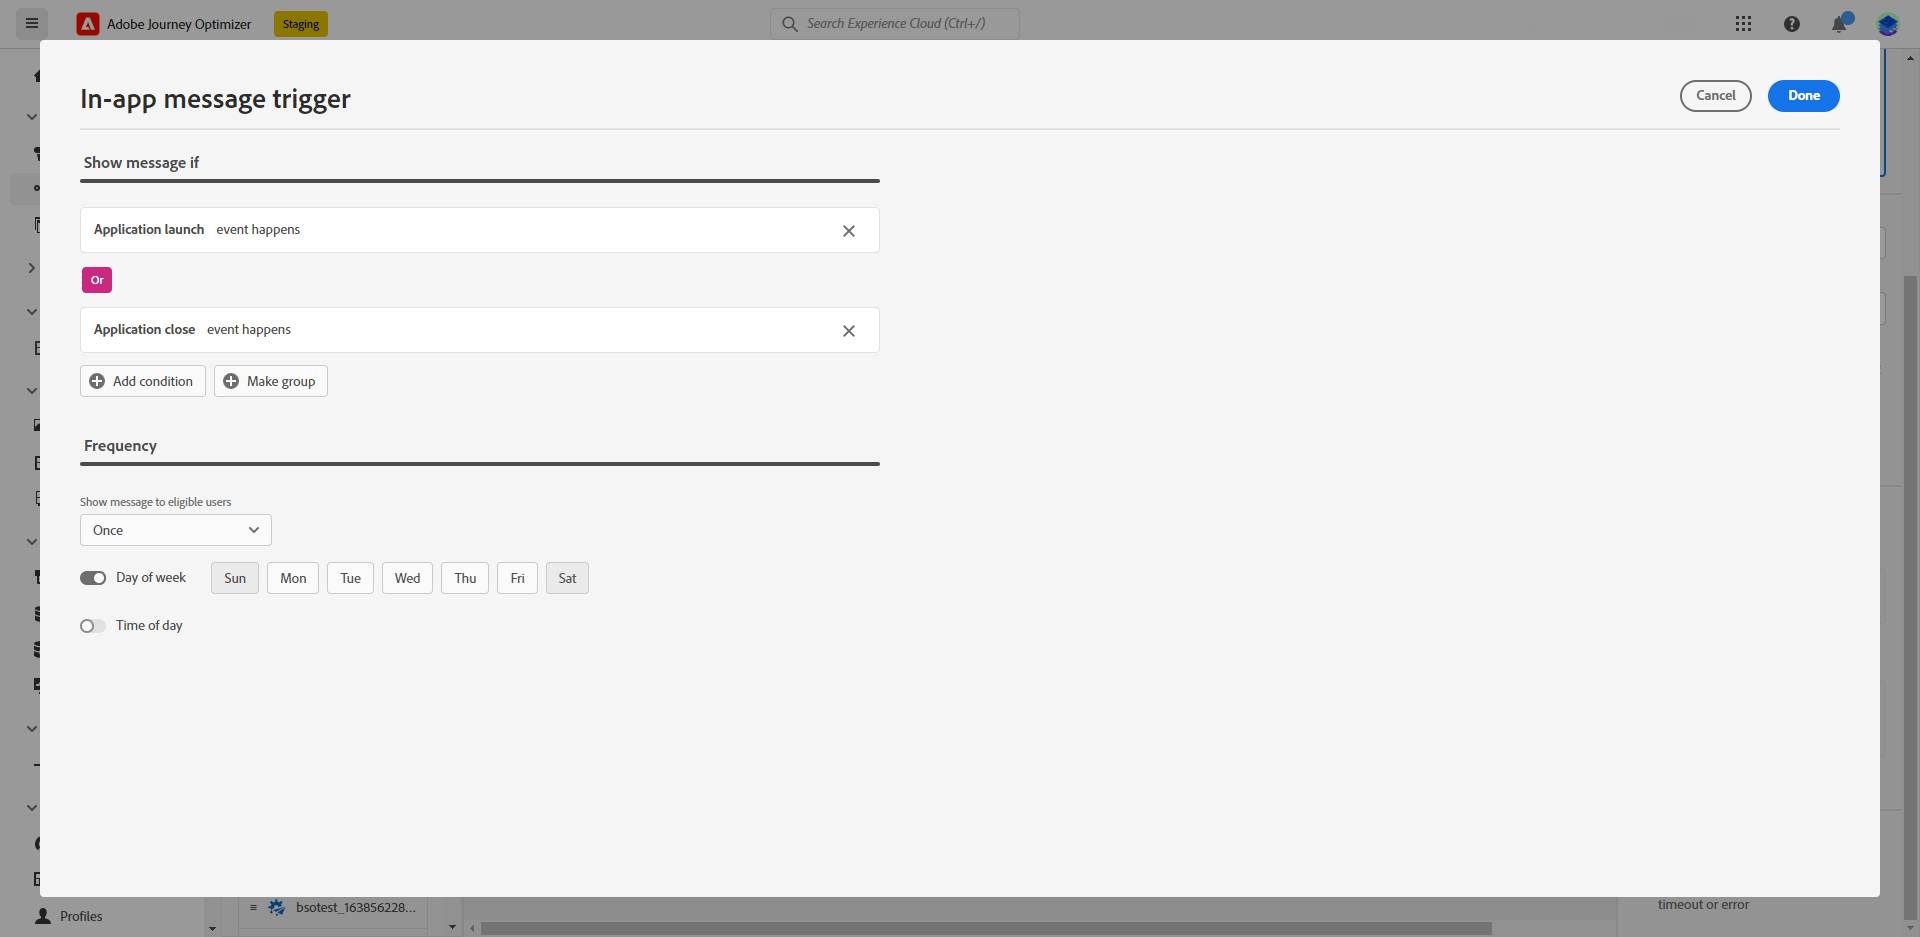 Adobe Journey Optimizer
Staging
Search Experience Cloud (Ctrl+/)
In-app message trigger
Cancel
Done
Show message if
Application launch event happens
Or
Application close event happens
Add condition
Make group
Frequency
Show message to eligible users
Once
Day of week
Sun
Mon
Tue
Wed
Thu
Fri
Sat
Time of day
Profiles
bsotest_163856228...
timeout or error